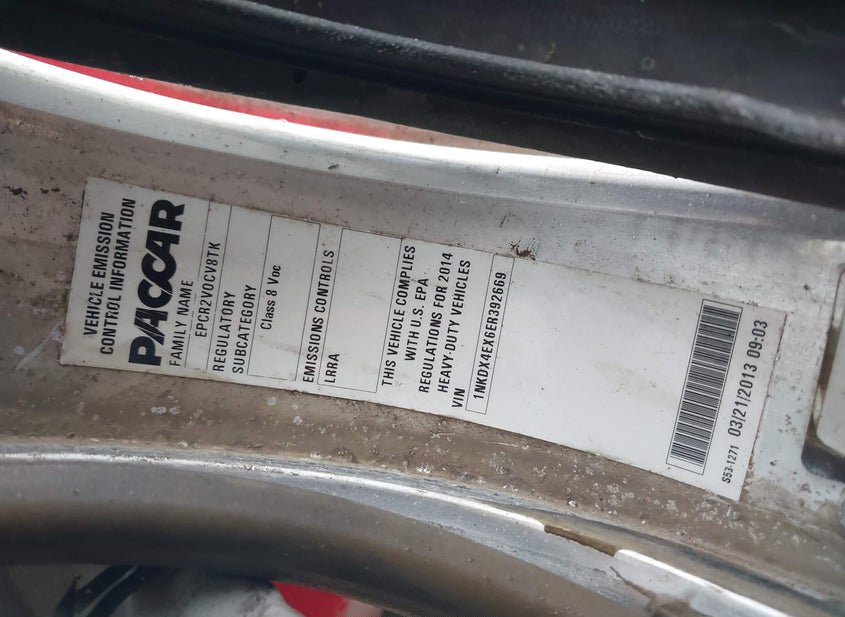 VEHICLE EMISSION
CONTROL INFORMATION
PACCAR
FAMILY NAME
EPCR2VOCV8TK
REGULATORY
SUBCATEGORY
Class 8 Voc
EMISSIONS CONTROLS
LRRA
THIS VEHICLE COMPLIES
WITH U.S. EPA
REGULATIONS FOR 2014
HEAVY-DUTY VEHICLES
VIN
1NKDX4EX6ER392669
S53-1271 03/21/2013 09:03